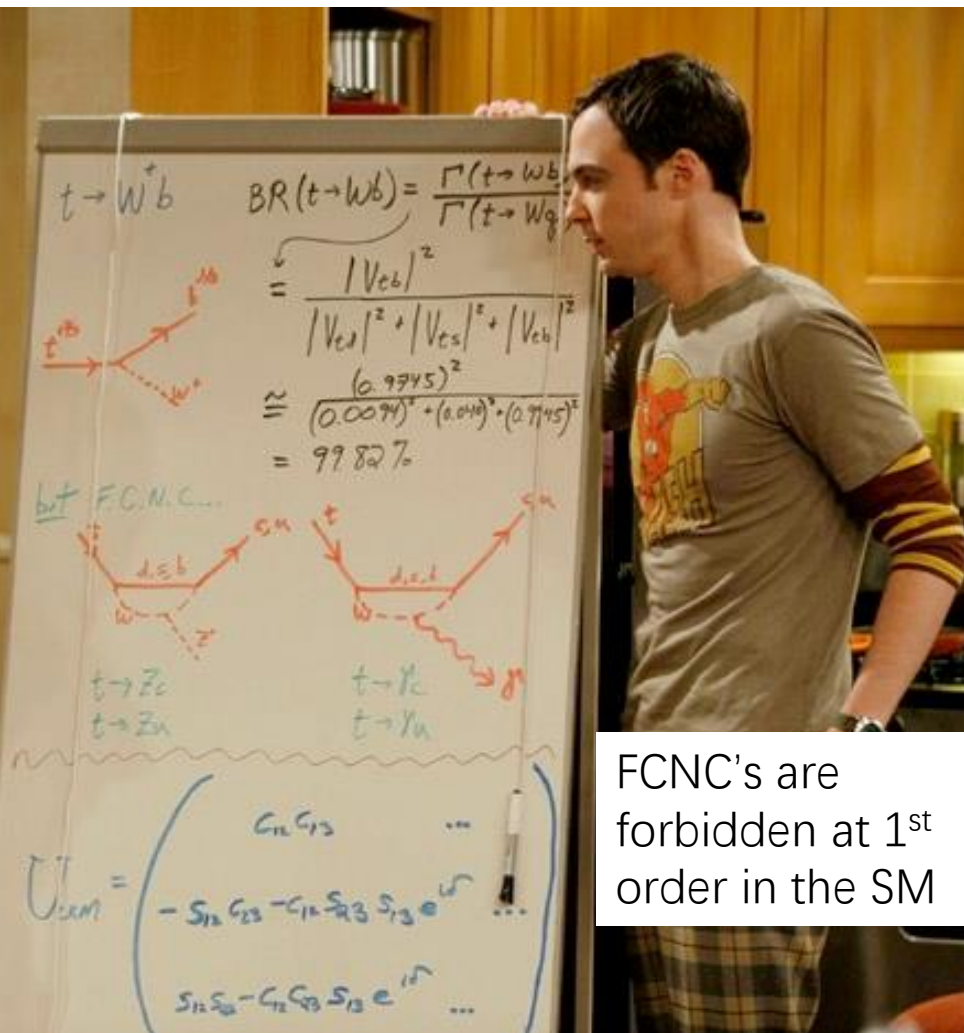 t → W⁺b
BR(t→Wb) = Γ(t→Wb
Γ(t→Wq
= |Vtb|²
|Vtd|² + |Vts|² + |Vtb|²
≅ (0.9745)²
(0.0094)² + (0.040)² + (0.9745)²
= 99.82%
t
b
W⁺
but F.C.N.C...
c,u
t
c,u
d,s,b
d,s,b
W
Z°
W
γ
t → Zc
t → γc
t → Zu
t → γu
C₁₂C₁₃ ...
=
-S₁₂C₂₃ - C₁₂S₂₃S₁₃e^iδ ...
S₁₂S₂₃ - C₁₂C₂₃S₁₃e^iδ ...
FCNC's are
forbidden at 1st
order in the SM